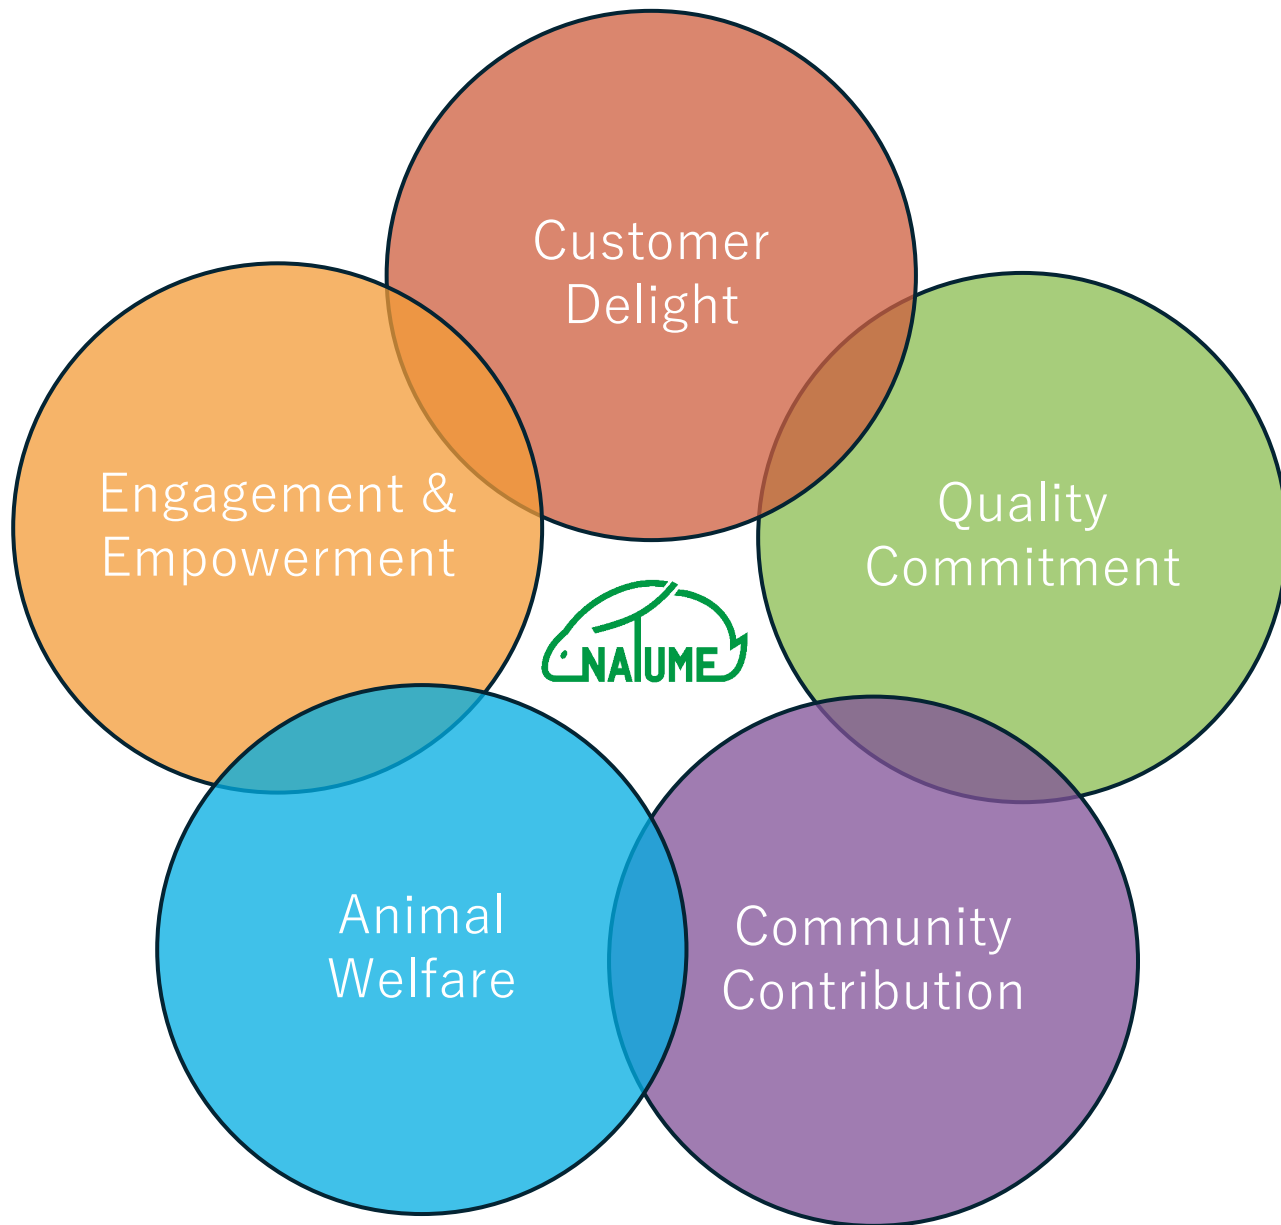 Customer
Delight
Engagement &
Empowerment
Quality
Commitment
NATUME
Animal
Welfare
Community
Contribution